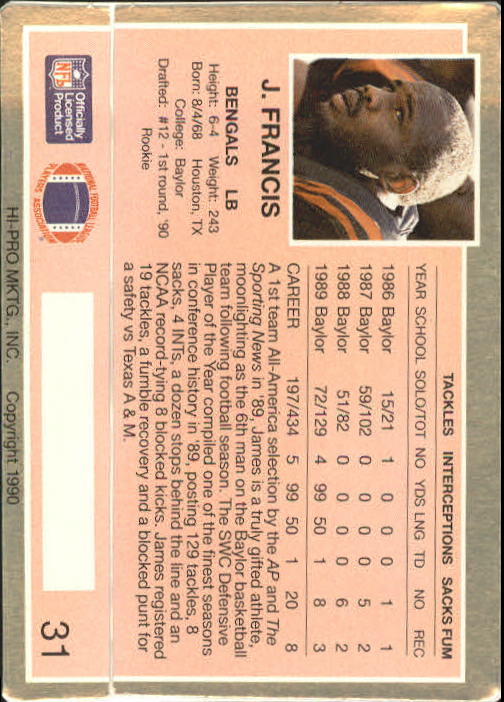 J. FRANCIS
BENGALS LB
Height: 6-4 Weight: 243
Born: 8/4/68 Houston, TX
College: Baylor
Drafted: #12 - 1st round, '90
Rookie
TACKLES INTERCEPTIONS SACKS FUM
YEAR SCHOOL SOLO/TOT NO YDS LNG TD NO REC
1986 Baylor 15/21 1 0 0 0 1 1
1987 Baylor 59/102 0 0 0 0 5 2
1988 Baylor 51/82 0 0 0 0 6 2
1989 Baylor 72/129 4 99 50 1 8 3
CAREER 197/434 5 99 50 1 20 8
A 1st team All-America selection by the AP and The
Sporting News in '89, James is a truly gifted athlete,
moonlighting as the 6th man on the Baylor basketball
team following football season. The SWC Defensive
Player of the Year compiled one of the finest seasons
in conference history in '89, posting 129 tackles, 8
sacks, 4 INTs, a dozen stops behind the line and an
NCAA record-tying 8 blocked kicks. James registered
19 tackles, a fumble recovery and a blocked punt for
a safety vs Texas A & M.
NFL
Officially
Licensed
Product
NATIONAL FOOTBALL LEAGUE
PLAYERS ASSOCIATION
31
HI-PRO MKTG., INC. Copyright 1990